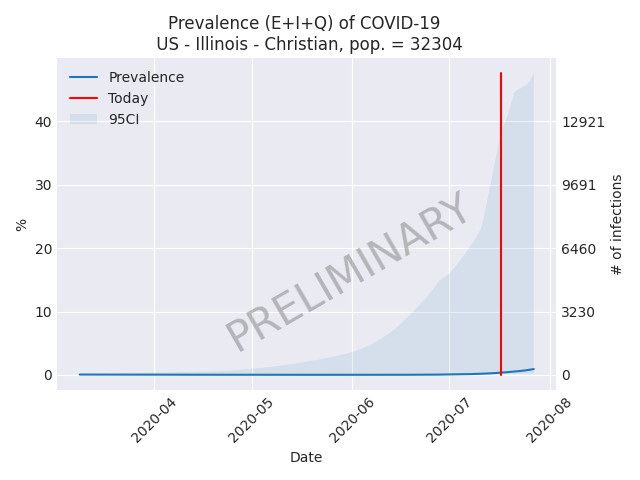 Prevalence (E+I+Q) of COVID-19
US - Illinois - Christian, pop. = 32304
Prevalence
Today
95CI
40
30
20
10
0
%
12921
9691
6460
3230
0
# of infections
PRELIMINARY
2020-04
2020-05
2020-06
2020-07
2020-08
Date